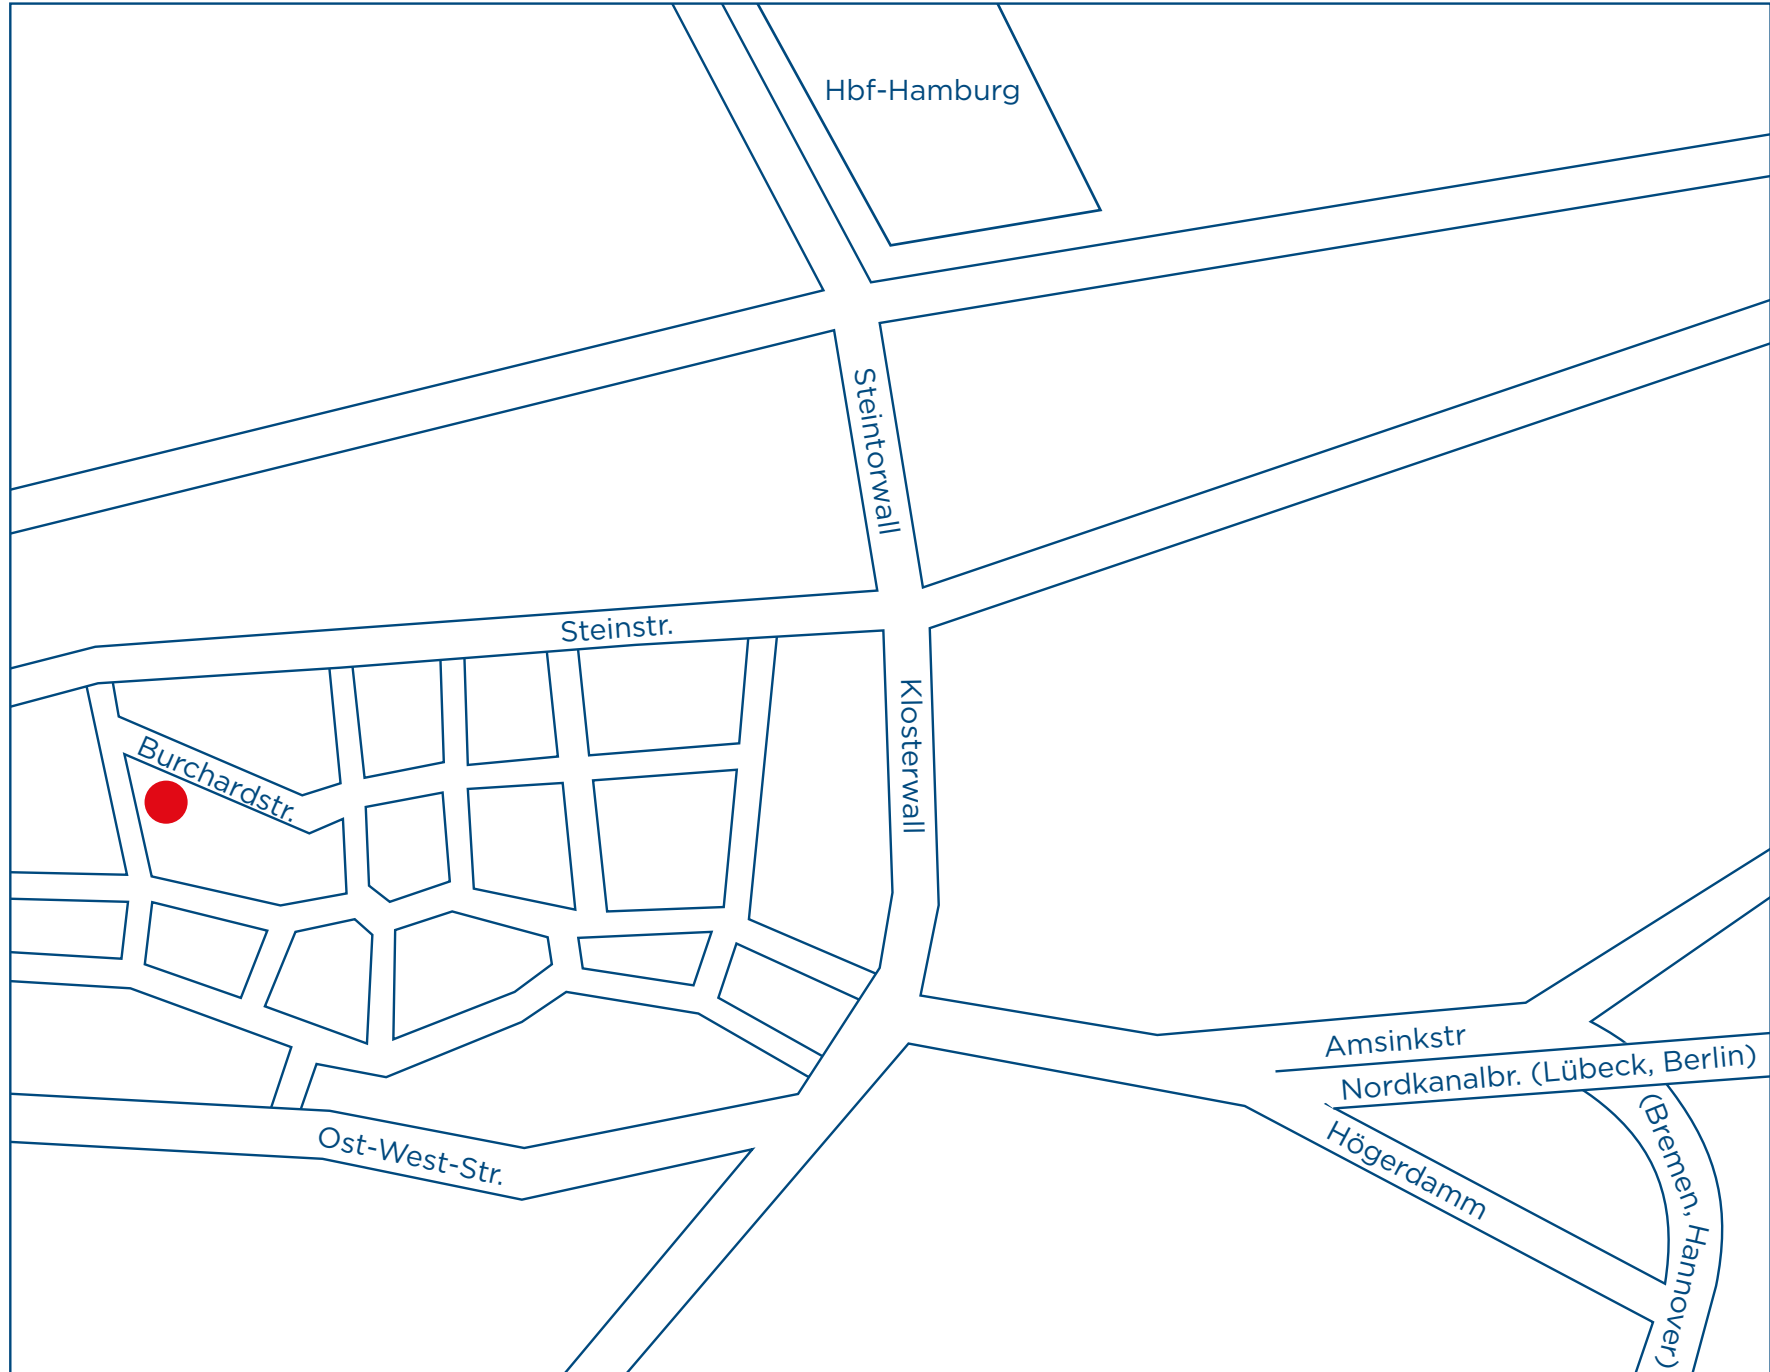 Hbf-Hamburg
Steintorwall
Steinstr.
Klosterwall
Burchardstr.
Amsinkstr
Nordkanalbr. (Lübeck, Berlin)
(Bremen, Hannover)
Högerdamm
Ost-West-Str.